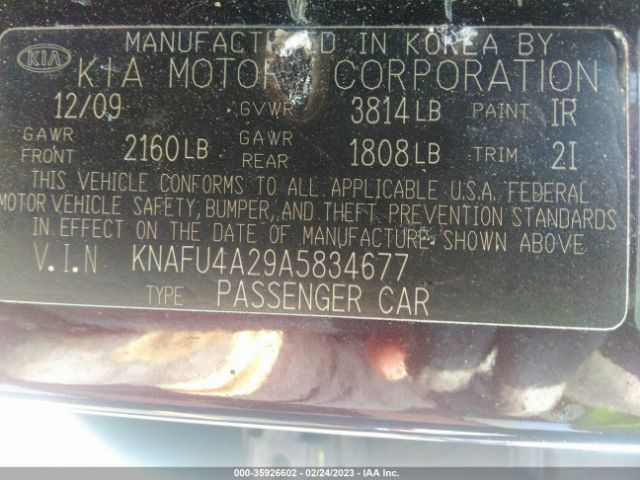 MANUFACTURED IN KOREA BY
KIA
KIA MOTOR CORPORATION
12/09 GVWR 3814 LB PAINT IR
GAWR FRONT 2160 LB GAWR REAR 1808 LB TRIM 2I
THIS VEHICLE CONFORMS TO ALL APPLICABLE U.S.A. FEDERAL
MOTOR VEHICLE SAFETY, BUMPER, AND THEFT PREVENTION STANDARDS
IN EFFECT ON THE DATE OF MANUFACTURE SHOWN ABOVE
V.I.N KNAFU4A29A5834677
TYPE PASSENGER CAR
000-35926602 - 02/24/2023 - IAA Inc.